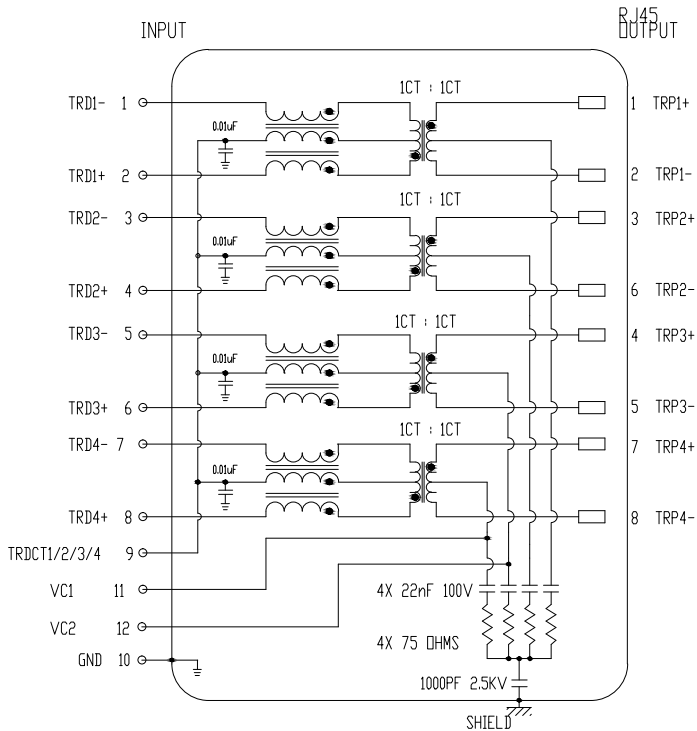 INPUT
RJ45
OUTPUT
1CT : 1CT
TRD1- 1
1 TRP1+
0.01uF
TRD1+ 2
2 TRP1-
1CT : 1CT
TRD2- 3
3 TRP2+
0.01uF
TRD2+ 4
6 TRP2-
1CT : 1CT
TRD3- 5
4 TRP3+
0.01uF
TRD3+ 6
5 TRP3-
1CT : 1CT
TRD4- 7
7 TRP4+
0.01uF
TRD4+ 8
8 TRP4-
TRDCT1/2/3/4 9
VC1 11
4X 22nF 100V
VC2 12
4X 75 OHMS
GND 10
1000PF 2.5KV
SHIELD